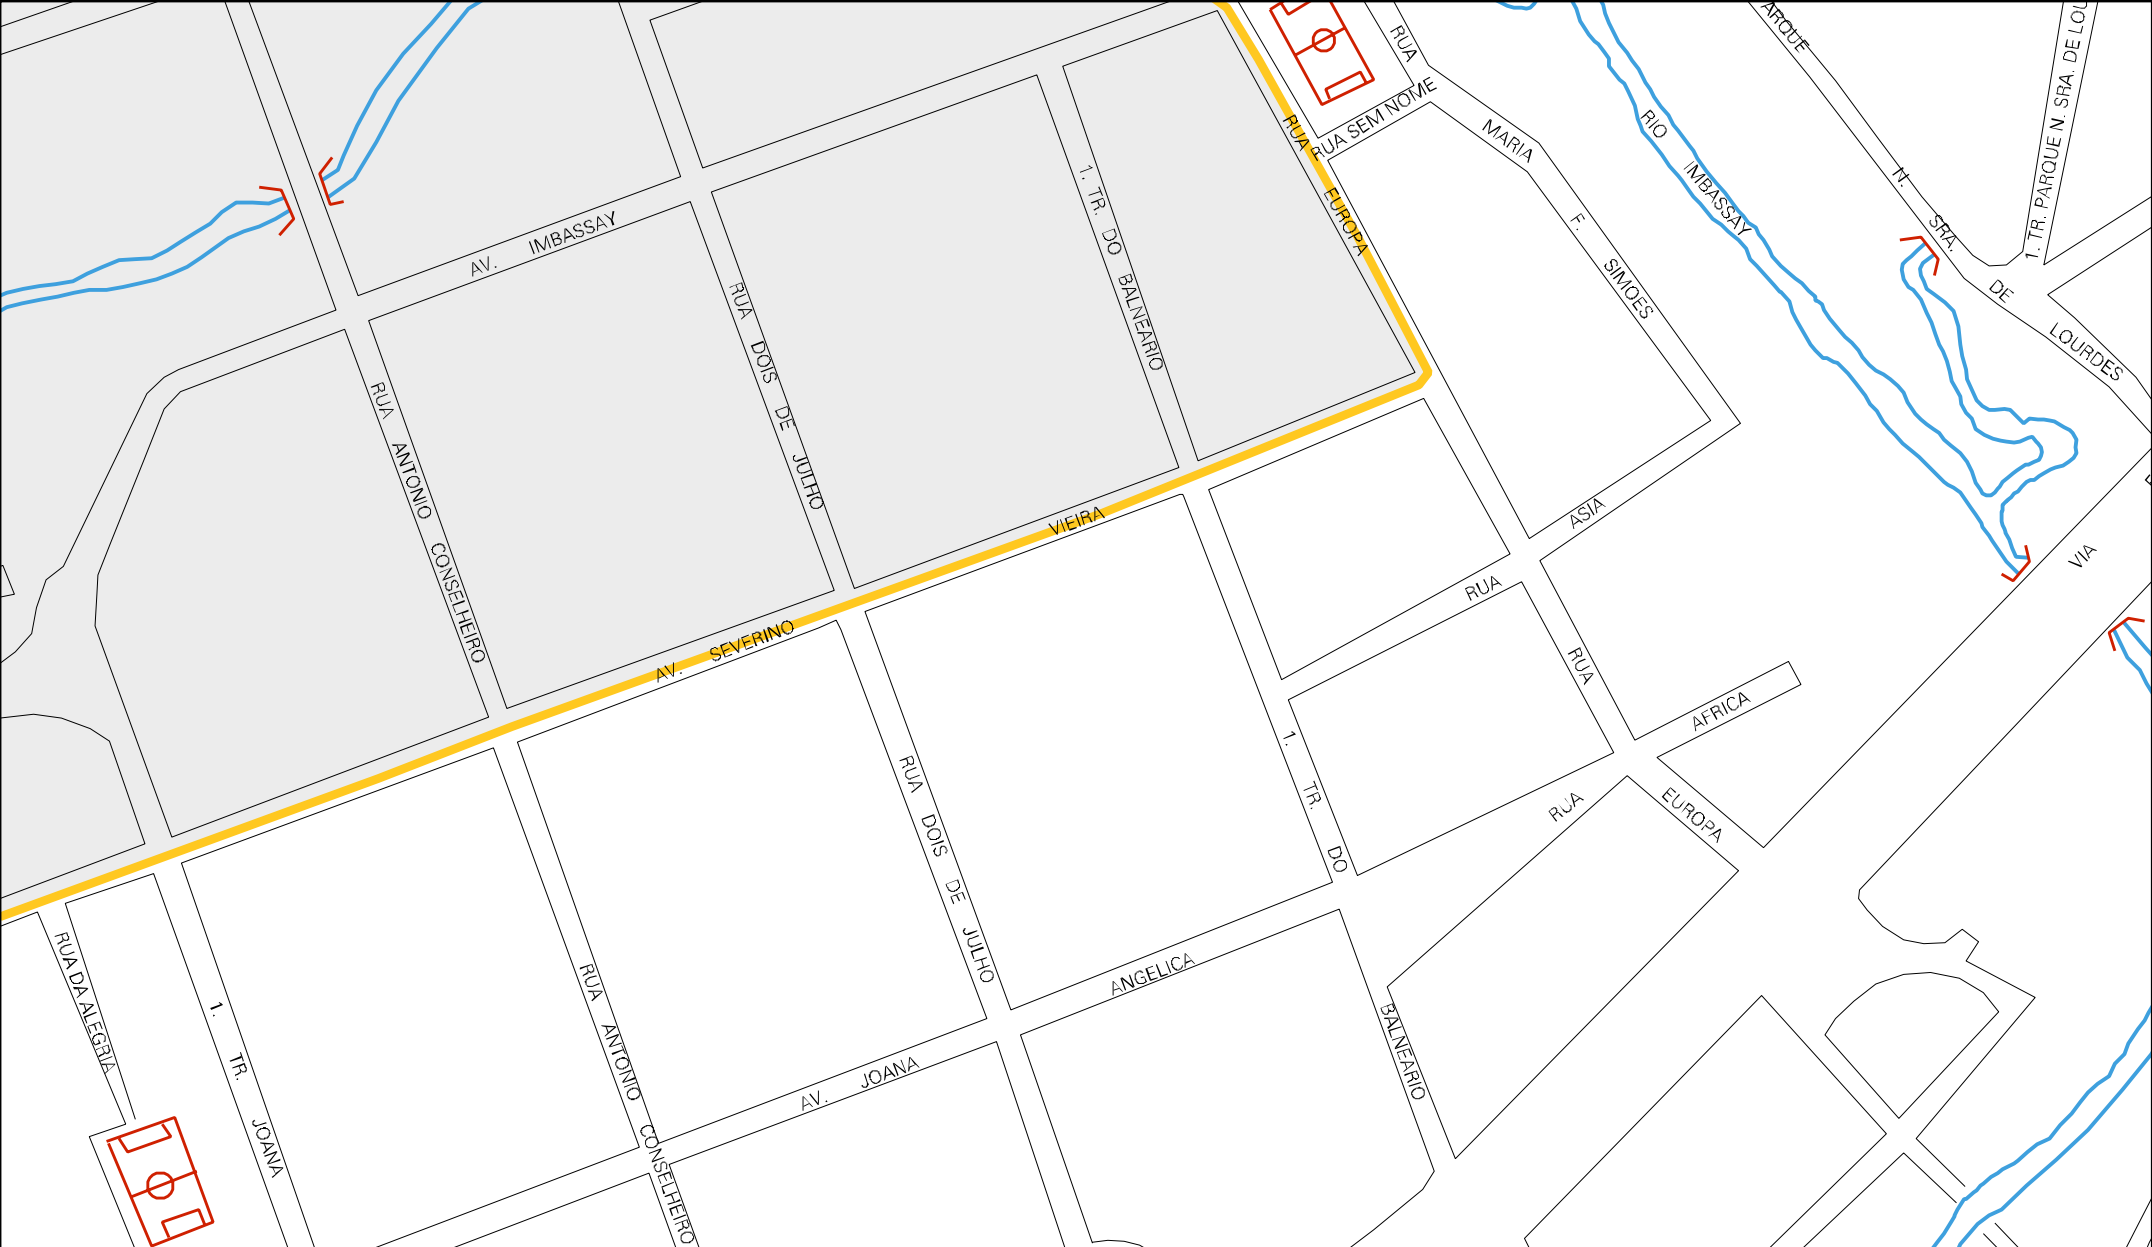 RUA
MARIA
F.
SIMOES
RUA SEM NOME
RUA
EUROPA
RIO
IMBASSAY
ARQUE
N.
SRA.
DE
LOURDES
1. TR. PARQUE N. SRA. DE LOU
AV.
IMBASSAY
1.
TR.
DO
BALNEARIO
RUA
DOIS
DE
JULHO
RUA
ANTONIO
CONSELHEIRO
AV.
SEVERINO
VIEIRA
RUA
ASIA
VIA
RUA
EUROPA
RUA
AFRICA
1.
TR.
DO
BALNEARIO
RUA
DOIS
DE
JULHO
RUA DA ALEGRIA
1.
TR.
JOANA
RUA
ANTONIO
CONSELHEIRO
AV.
JOANA
ANGELICA